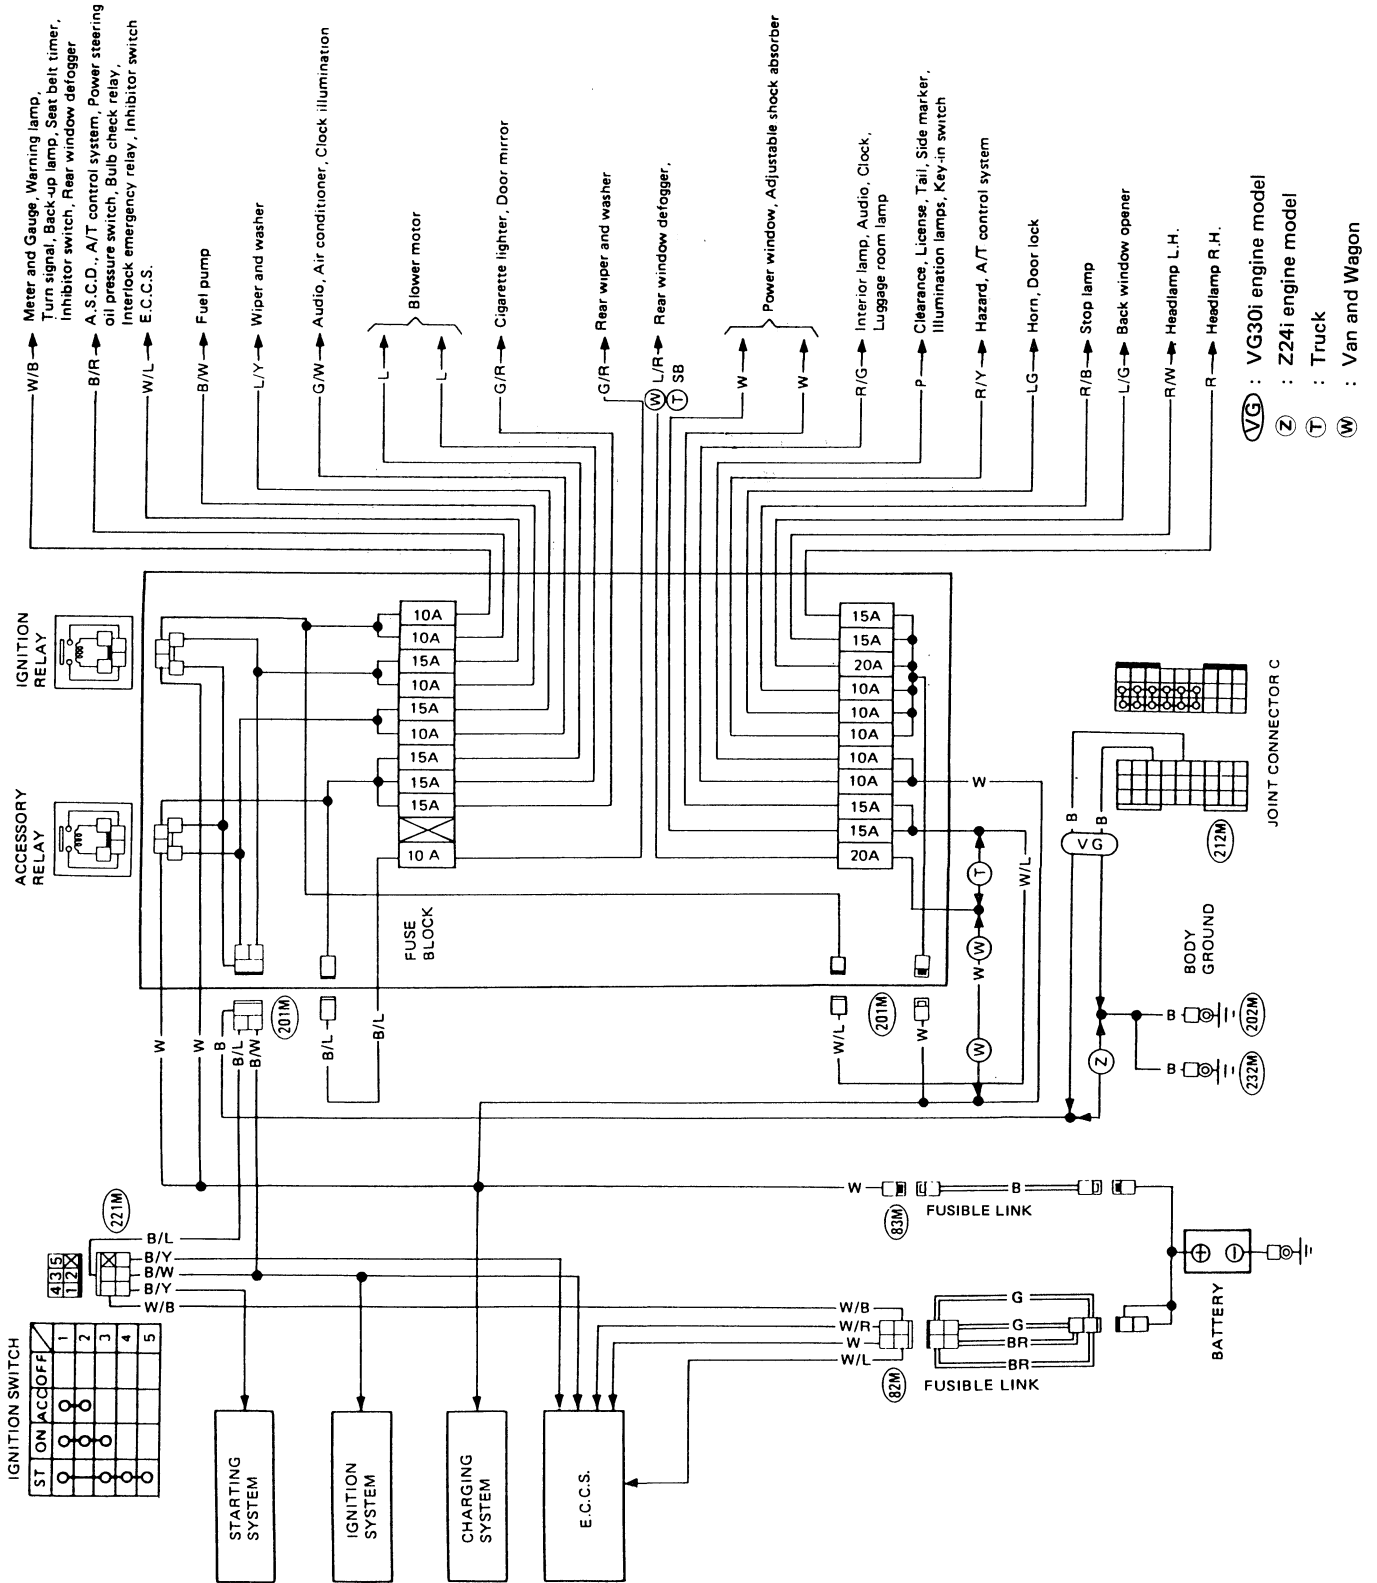 W/B
Meter and Gauge, Warning lamp,
Turn signal, Back-up lamp, Seat belt timer,
Inhibitor switch, Rear window defogger
B/R
A.S.C.D., A/T control system, Power steering
oil pressure switch, Bulb check relay,
Interlock emergency relay, Inhibitor switch
W/L
E.C.C.S.
B/W
Fuel pump
L/Y
Wiper and washer
G/W
Audio, Air conditioner, Clock illumination
L
L
Blower motor
G/R
Cigarette lighter, Door mirror
G/R
Rear wiper and washer
W
L/R
Rear window defogger,
T
SB
W
W
Power window, Adjustable shock absorber
R/G
Interior lamp, Audio, Clock,
Luggage room lamp
P
Clearance, License, Tail, Side marker,
Illumination lamps, Key-in switch
R/Y
Hazard, A/T control system
LG
Horn, Door lock
R/B
Stop lamp
L/G
Back window opener
R/W
Headlamp L.H.
R
Headlamp R.H.
VG : VG30i engine model
Z : Z24i engine model
T : Truck
W : Van and Wagon
IGNITION
RELAY
ACCESSORY
RELAY
10A
10A
15A
10A
15A
10A
15A
15A
15A
10 A
FUSE
BLOCK
15A
15A
20A
10A
10A
10A
10A
10A
15A
15A
20A
W
T
W
W
W
W/L
JOINT CONNECTOR C
212M
B
B
VG
BODY
GROUND
B
202M
B
232M
Z
W
W
B
B/L
B/W
201M
B/L
B/L
W/L
201M
W
221M
B/L
B/Y
B/W
B/Y
W/B
4 3 5
1 2
IGNITION SWITCH
OFF
ACC
ON
ST
1
2
3
4
5
W
83M
B
FUSIBLE LINK
W/B
W/R
W
W/L
82M
G
G
BR
BR
FUSIBLE LINK
+
−
BATTERY
STARTING
SYSTEM
IGNITION
SYSTEM
CHARGING
SYSTEM
E.C.C.S.